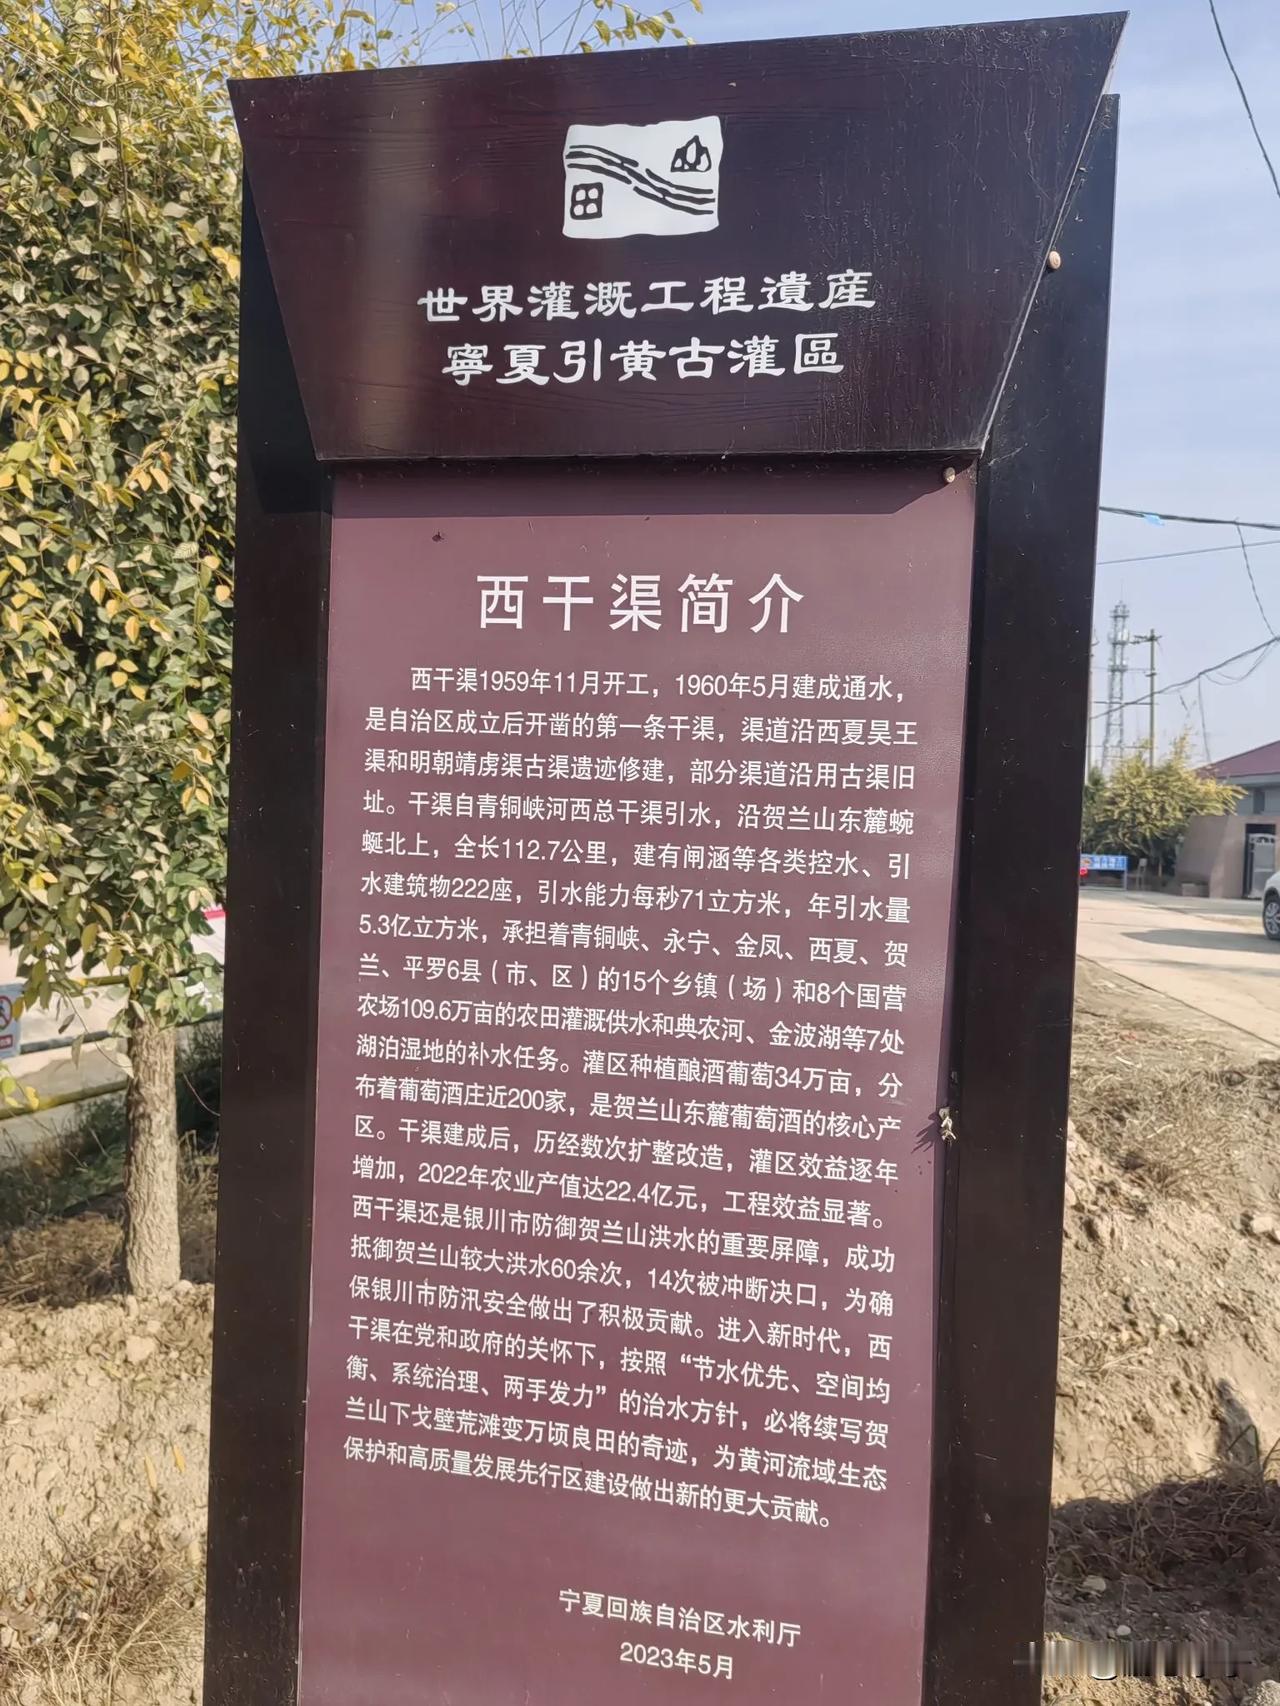 世界灌溉工程遺産
寧夏引黄古灌區
西干渠简介
西干渠1959年11月开工，1960年5月建成通水，
是自治区成立后开凿的第一条干渠，渠道沿西夏昊王
渠和明朝靖虏渠古渠遗迹修建，部分渠道沿用古渠旧
址。干渠自青铜峡河西总干渠引水，沿贺兰山东麓蜿
蜒北上，全长112.7公里，建有闸涵等各类控水、引
水建筑物222座，引水能力每秒71立方米，年引水量
5.3亿立方米，承担着青铜峡、永宁、金凤、西夏、贺
兰、平罗6县（市、区）的15个乡镇（场）和8个国营
农场109.6万亩的农田灌溉供水和典农河、金波湖等7处
湖泊湿地的补水任务。灌区种植酿酒葡萄34万亩，分
布着葡萄酒庄近200家，是贺兰山东麓葡萄酒的核心产
区。干渠建成后，历经数次扩整改造，灌区效益逐年
增加，2022年农业产值达22.4亿元，工程效益显著。
西干渠还是银川市防御贺兰山洪水的重要屏障，成功
抵御贺兰山较大洪水60余次，14次被冲断决口，为确
保银川市防汛安全做出了积极贡献。进入新时代，西
干渠在党和政府的关怀下，按照“节水优先、空间均
衡、系统治理、两手发力”的治水方针，必将续写贺
兰山下戈壁荒滩变万顷良田的奇迹，为黄河流域生态
保护和高质量发展先行区建设做出新的更大贡献。
宁夏回族自治区水利厅
2023年5月